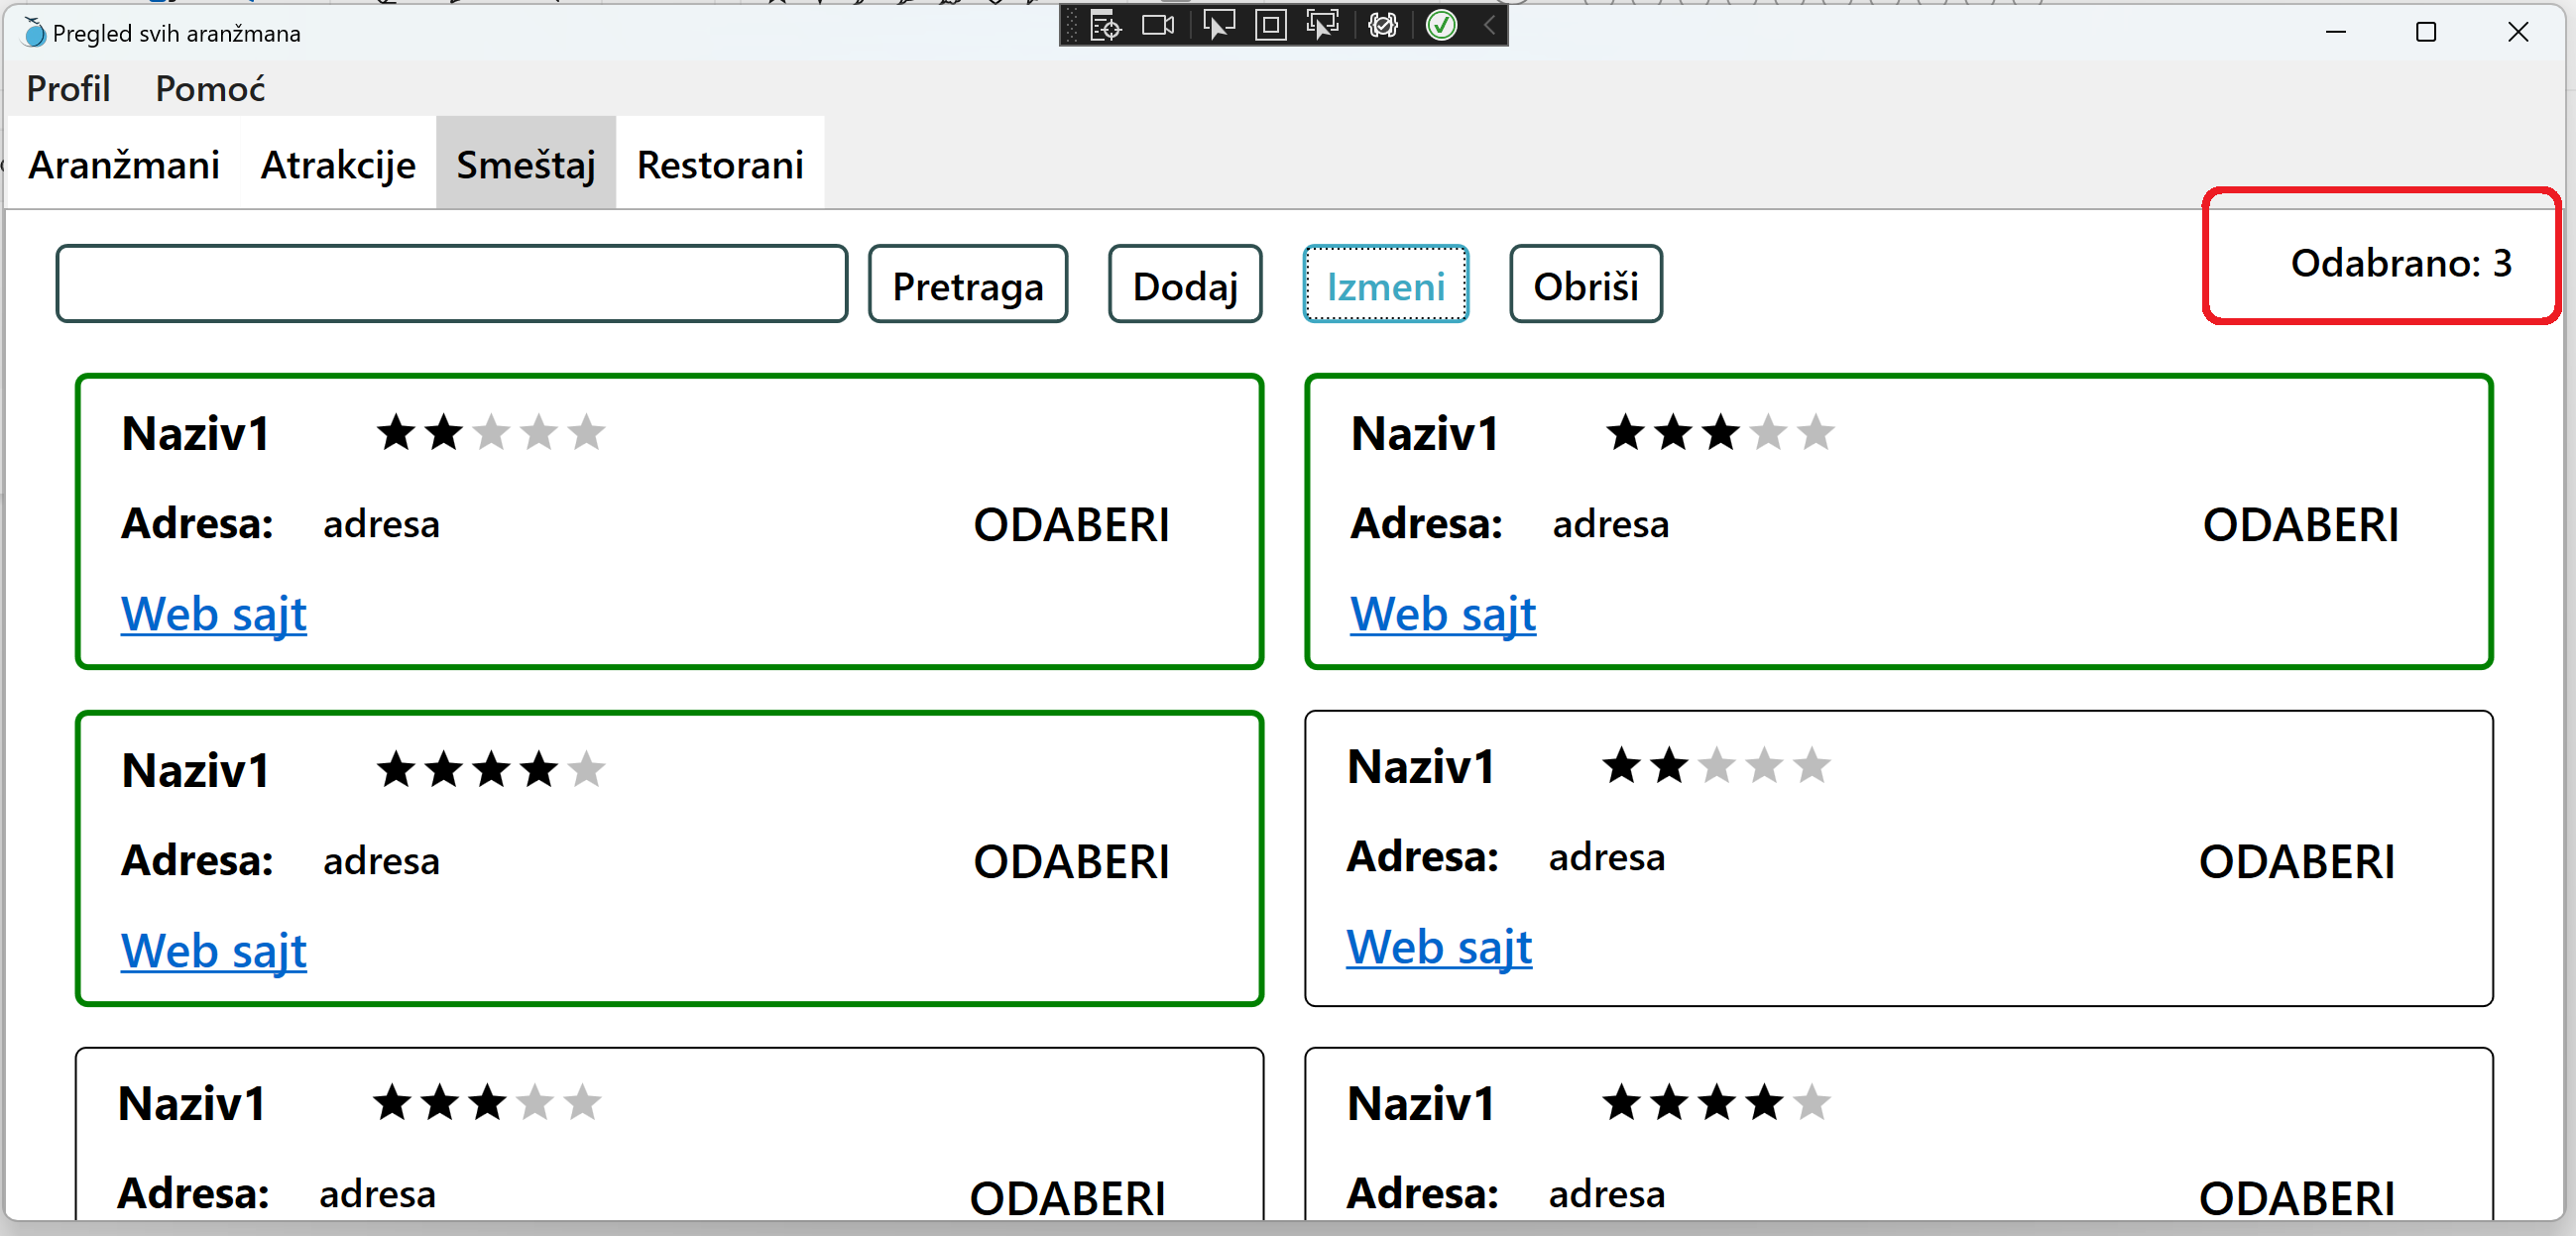 Pregled svih aranžmana
Profil Pomoć
Aranžmani Atrakcije Smeštaj Restorani
Pretraga Dodaj Izmeni Obriši Odabrano: 3
Naziv1
Adresa: adresa
ODABERI
Web sajt
Naziv1
Adresa: adresa
ODABERI
Web sajt
Naziv1
Adresa: adresa
ODABERI
Web sajt
Naziv1
Adresa: adresa
ODABERI
Web sajt
Naziv1
Adresa: adresa
ODABERI
Naziv1
Adresa: adresa
ODABERI